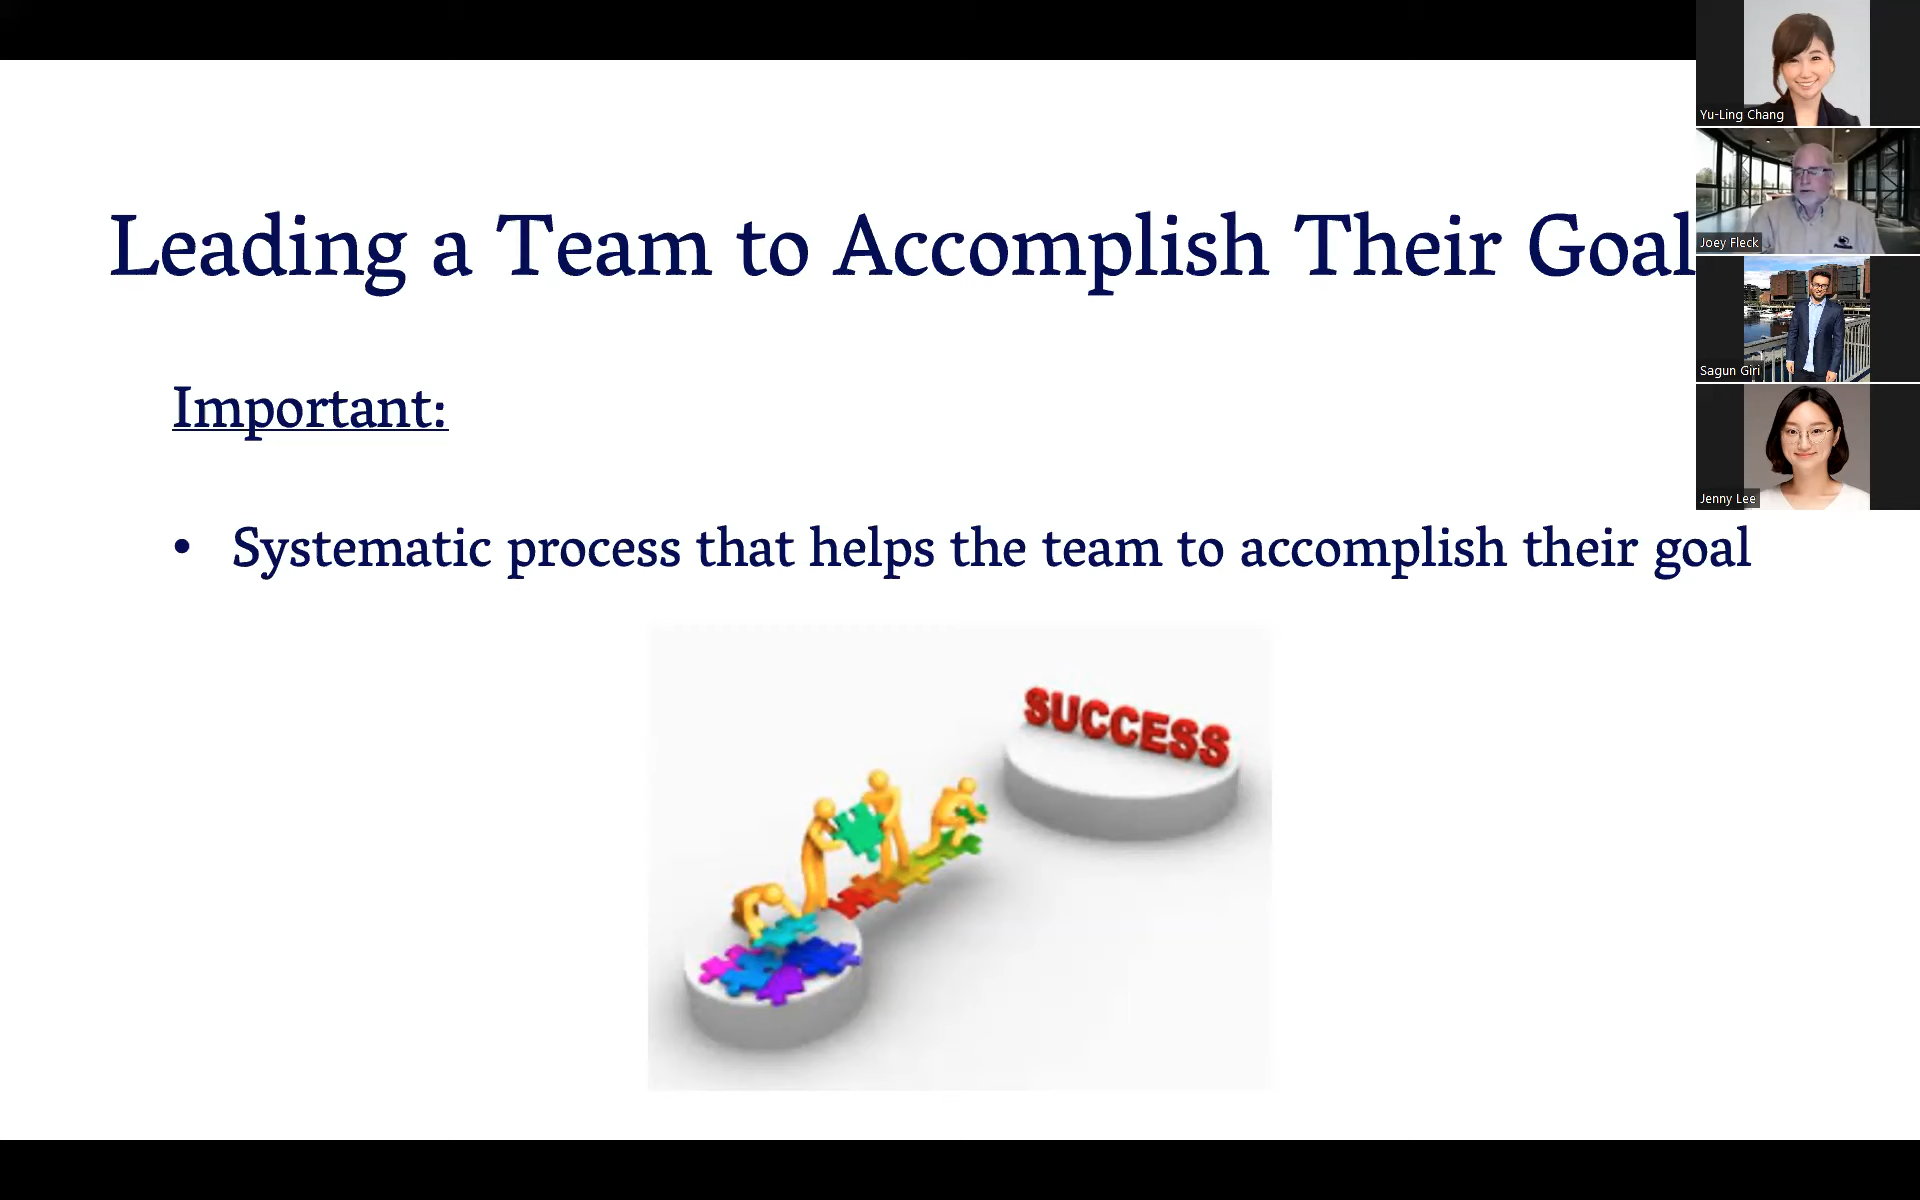 Leading a Team to Accomplish Their Goal
Important:
• Systematic process that helps the team to accomplish their goal
SUCCESS
Yu-Ling Chang
Joey Fleck
Sagun Giri
Jenny Lee